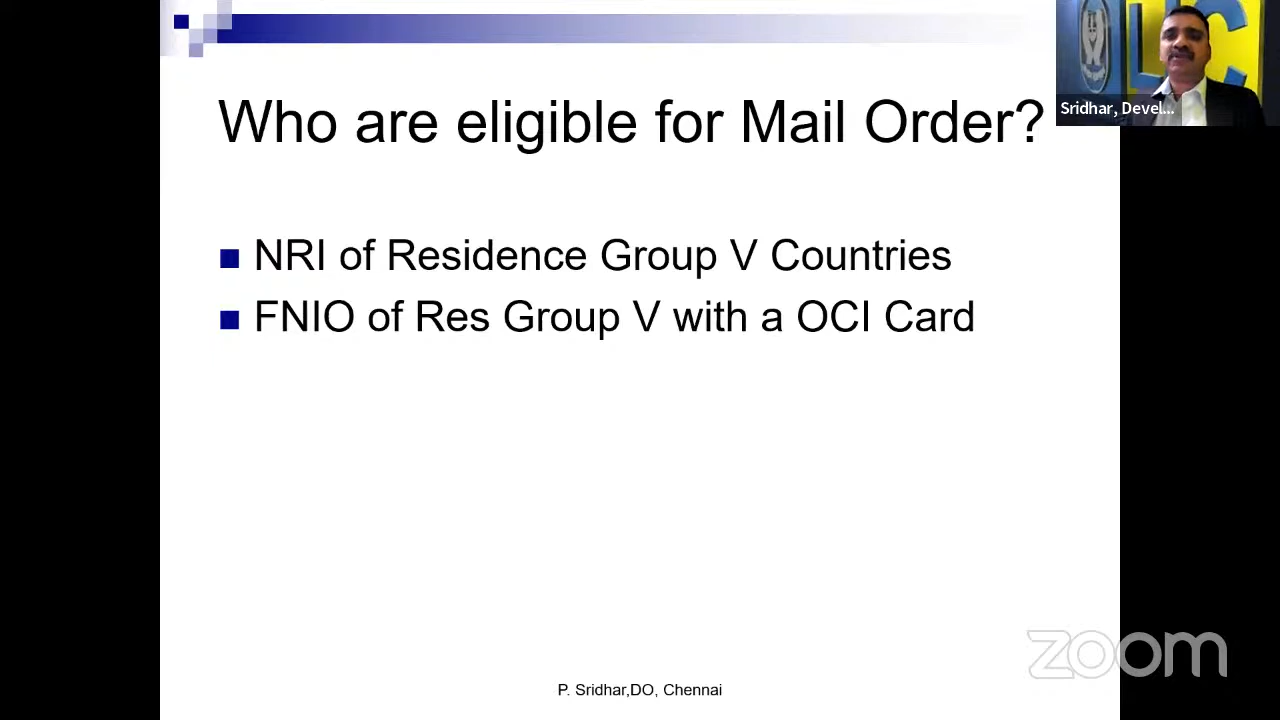 Who are eligible for Mail Order?
NRI of Residence Group V Countries
FNIO of Res Group V with a OCI Card
P. Sridhar,DO, Chennai
LIC
Sridhar, Devel...
zoom